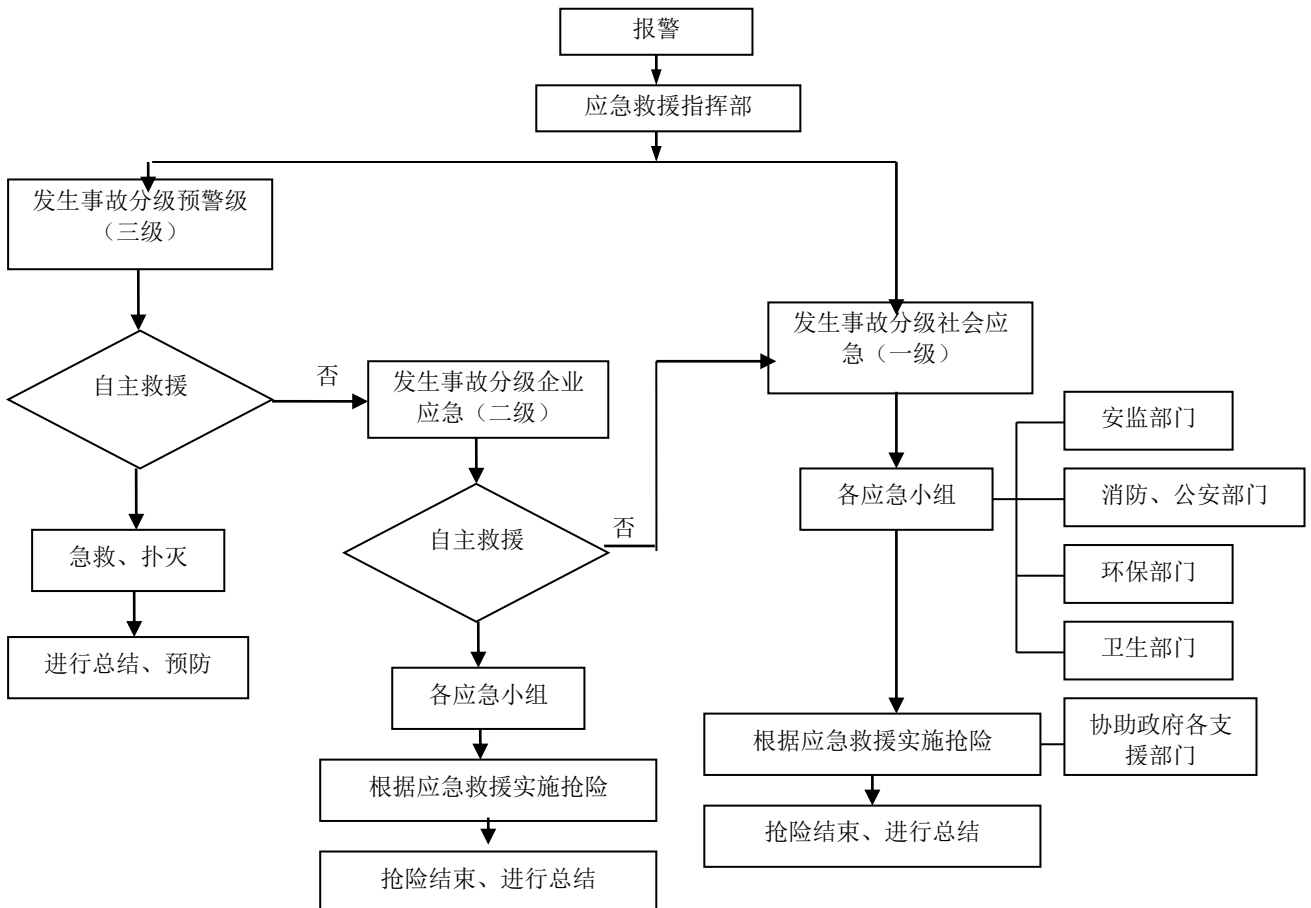 报警
应急救援指挥部
发生事故分级预警级
（三级）
自主救援
急救、扑灭
进行总结、预防
否
发生事故分级企业
应急（二级）
自主救援
各应急小组
根据应急救援实施抢险
抢险结束、进行总结
否
发生事故分级社会应
急（一级）
各应急小组
安监部门
消防、公安部门
环保部门
卫生部门
根据应急救援实施抢险
协助政府各支
援部门
抢险结束、进行总结